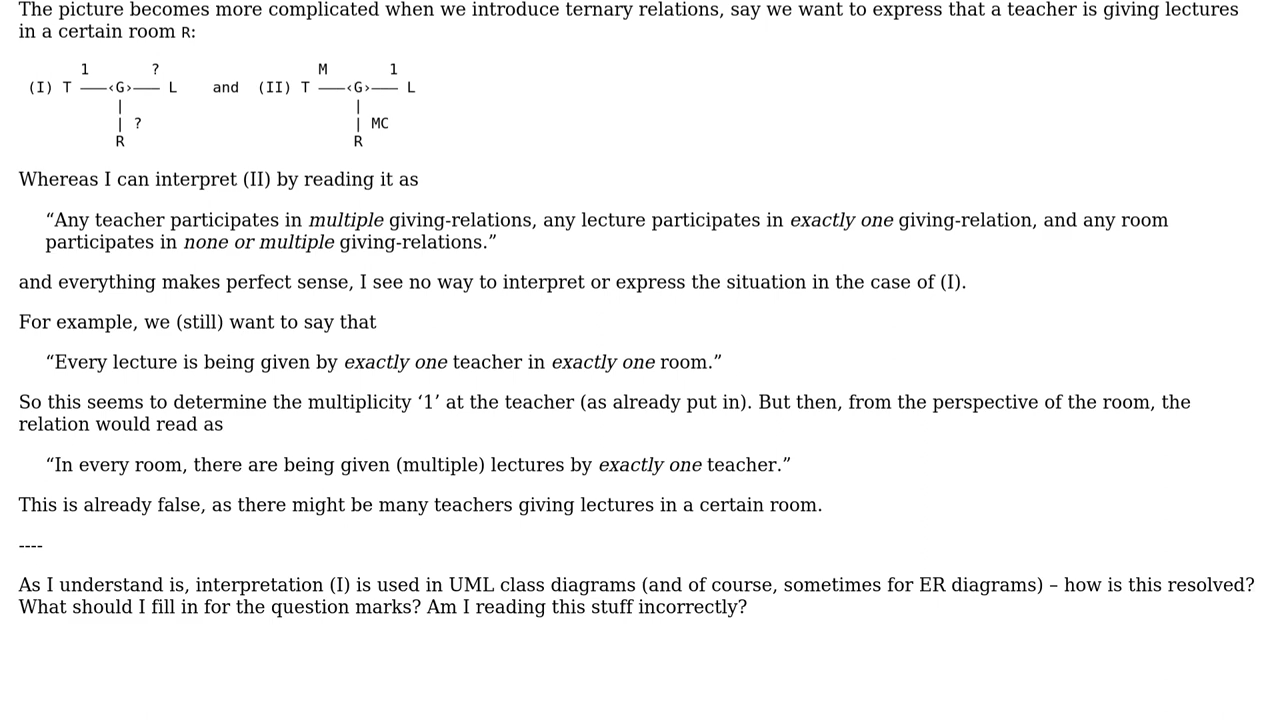 The picture becomes more complicated when we introduce ternary relations, say we want to express that a teacher is giving lectures
in a certain room R:
1 ? M 1
(I) T ──‹G›── L and (II) T ──‹G›── L
| |
| ? | MC
R R
Whereas I can interpret (II) by reading it as
“Any teacher participates in multiple giving-relations, any lecture participates in exactly one giving-relation, and any room
participates in none or multiple giving-relations.”
and everything makes perfect sense, I see no way to interpret or express the situation in the case of (I).
For example, we (still) want to say that
“Every lecture is being given by exactly one teacher in exactly one room.”
So this seems to determine the multiplicity ‘1’ at the teacher (as already put in). But then, from the perspective of the room, the
relation would read as
“In every room, there are being given (multiple) lectures by exactly one teacher.”
This is already false, as there might be many teachers giving lectures in a certain room.
----
As I understand is, interpretation (I) is used in UML class diagrams (and of course, sometimes for ER diagrams) – how is this resolved?
What should I fill in for the question marks? Am I reading this stuff incorrectly?